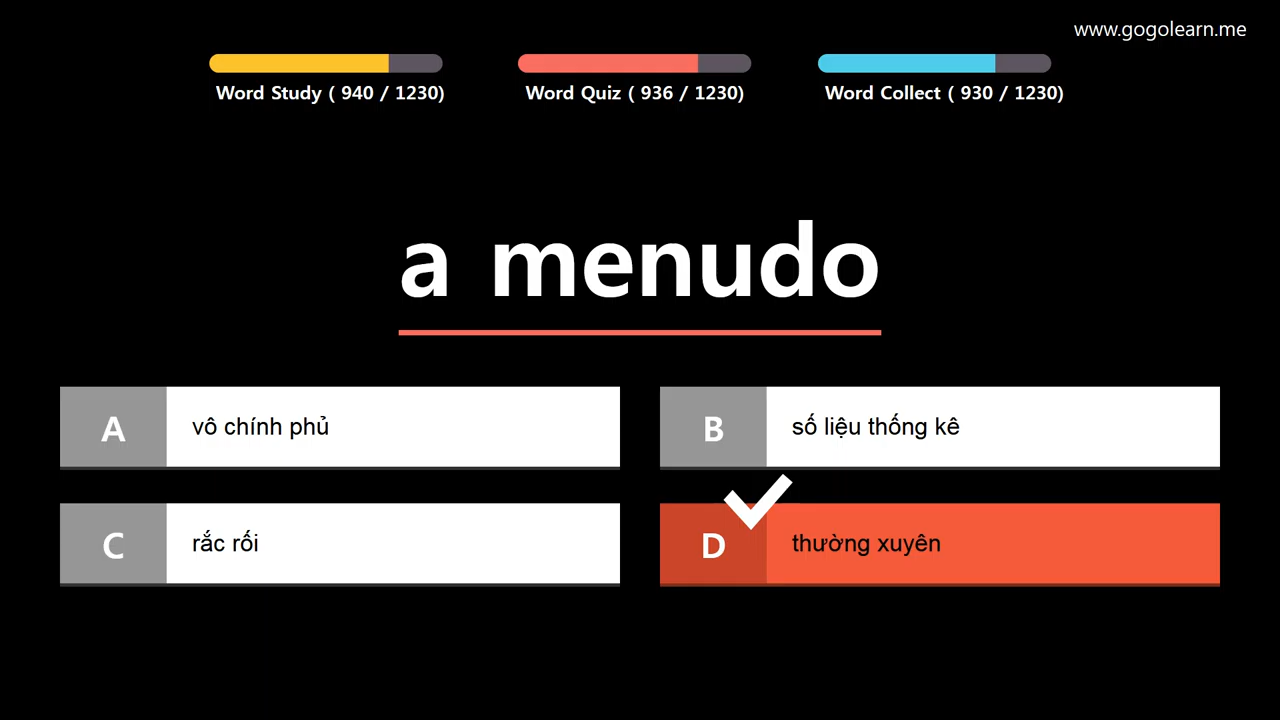 www.gogolearn.me
Word Study ( 940 / 1230)
Word Quiz ( 936 / 1230)
Word Collect ( 930 / 1230)
a menudo
A
vô chính phủ
B
số liệu thống kê
C
rắc rối
D
thường xuyên